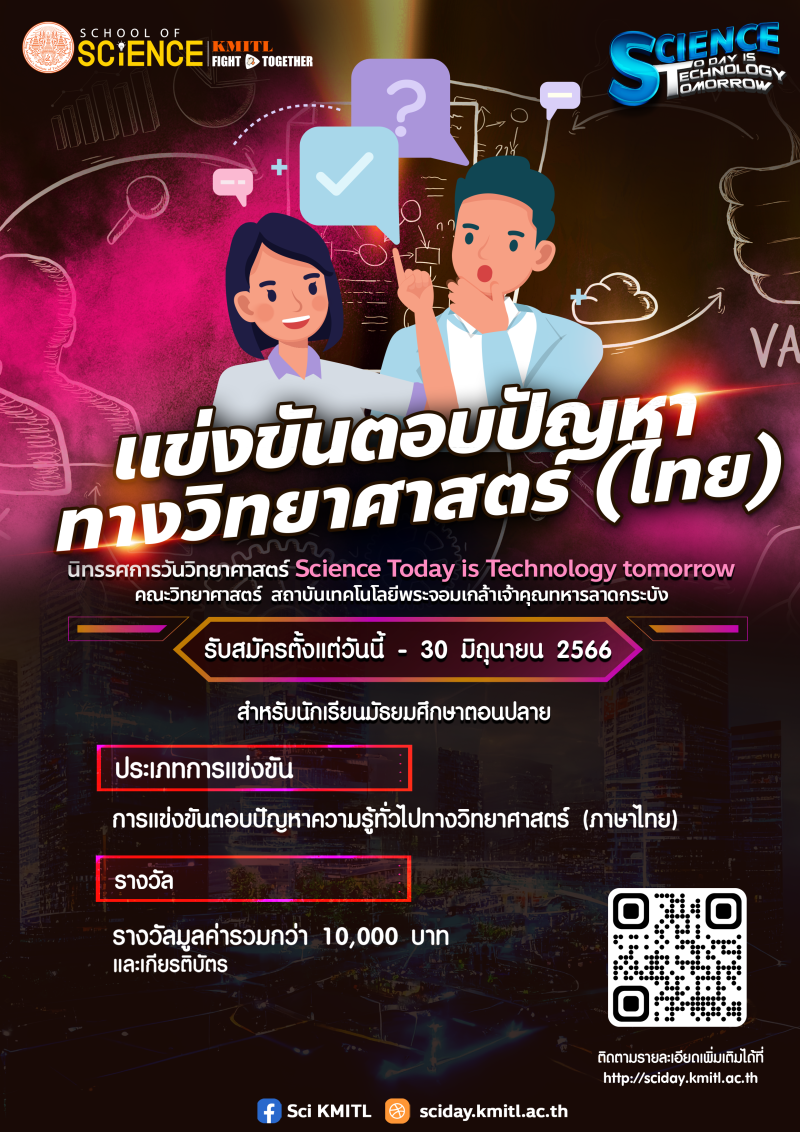 SCHOOL OF
SCIENCE
KMITL
FIGHT TOGETHER
SCIENCE
TODAY IS
TECHNOLOGY
TOMORROW
?
VA
แข่งขันตอบปัญหา
ทางวิทยาศาสตร์ (ไทย)
นิทรรศการวันวิทยาศาสตร์ Science Today is Technology tomorrow
คณะวิทยาศาสตร์ สถาบันเทคโนโลยีพระจอมเกล้าเจ้าคุณทหารลาดกระบัง
รับสมัครตั้งแต่วันนี้ - 30 มิถุนายน 2566
สำหรับนักเรียนมัธยมศึกษาตอนปลาย
ประเภทการแข่งขัน
การแข่งขันตอบปัญหาความรู้ทั่วไปทางวิทยาศาสตร์ (ภาษาไทย)
รางวัล
รางวัลมูลค่ารวมกว่า 10,000 บาท
และเกียรติบัตร
ติดตามรายละเอียดเพิ่มเติมได้ที่
http://sciday.kmitl.ac.th
Sci KMITL sciday.kmitl.ac.th